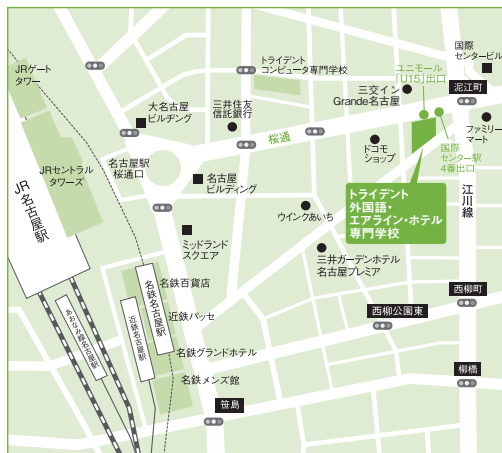 JRゲート
タワー
トライデント
コンピュータ専門学校
国際
センタービル
ユニモール
「U15」出口
三交イン
Grande名古屋
泥江町
大名古屋
ビルヂング
三井住友
信託銀行
桜通
ドコモ
ショップ
国際
センター駅
4番出口
ファミリー
マート
名古屋駅
桜通口
JRセントラル
タワーズ
JR名古屋駅
名古屋
ビルディング
トライデント
外国語・
エアライン・ホテル
専門学校
江川線
ウインクあいち
ミッドランド
スクエア
三井ガーデンホテル
名古屋プレミア
名鉄百貨店
名鉄名古屋駅
近鉄パッセ
近鉄名古屋駅
あおなみ線名古屋駅
西柳町
西柳公園東
名鉄グランドホテル
名鉄メンズ館
柳橋
笹島